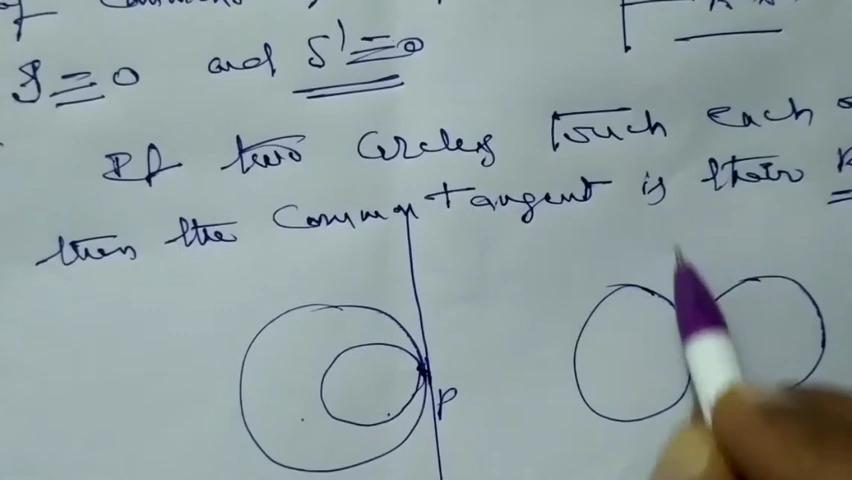 S ≡ 0 and S' ≡ 0
If two circles touch each
then the common tangent is their
P